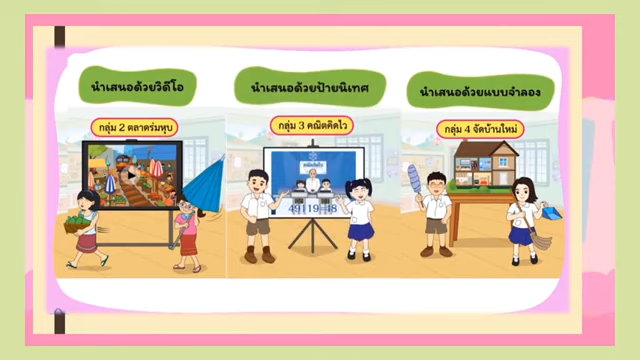 นำเสนอด้วยวิดีโอ
กลุ่ม 2 ตลาดร่มหุบ
นำเสนอด้วยป้ายนิเทศ
กลุ่ม 3 คณิตคิดไว
49119 48
นำเสนอด้วยแบบจำลอง
กลุ่ม 4 จัดบ้านใหม่